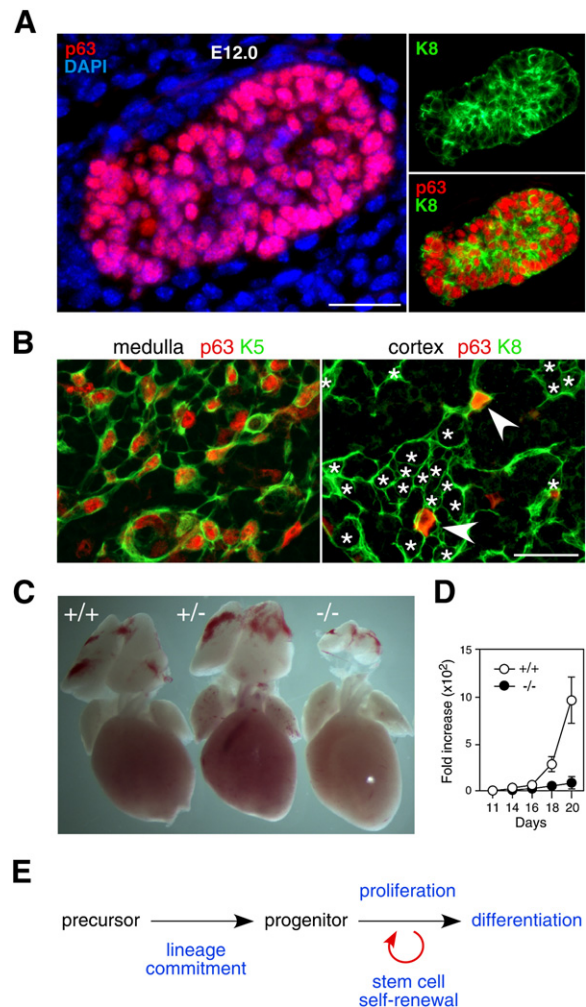 A
p63
DAPI
E12.0
K8
p63
K8
B
medulla p63 K5
cortex p63 K8
* * * * * * * * * * * * * * * * * * *
C
+/+
+/-
-/-
D
+/+
-/-
Fold increase (x10²)
15
10
5
0
11 14 16 18 20
Days
E
proliferation
precursor
progenitor
differentiation
lineage
commitment
stem cell
self-renewal